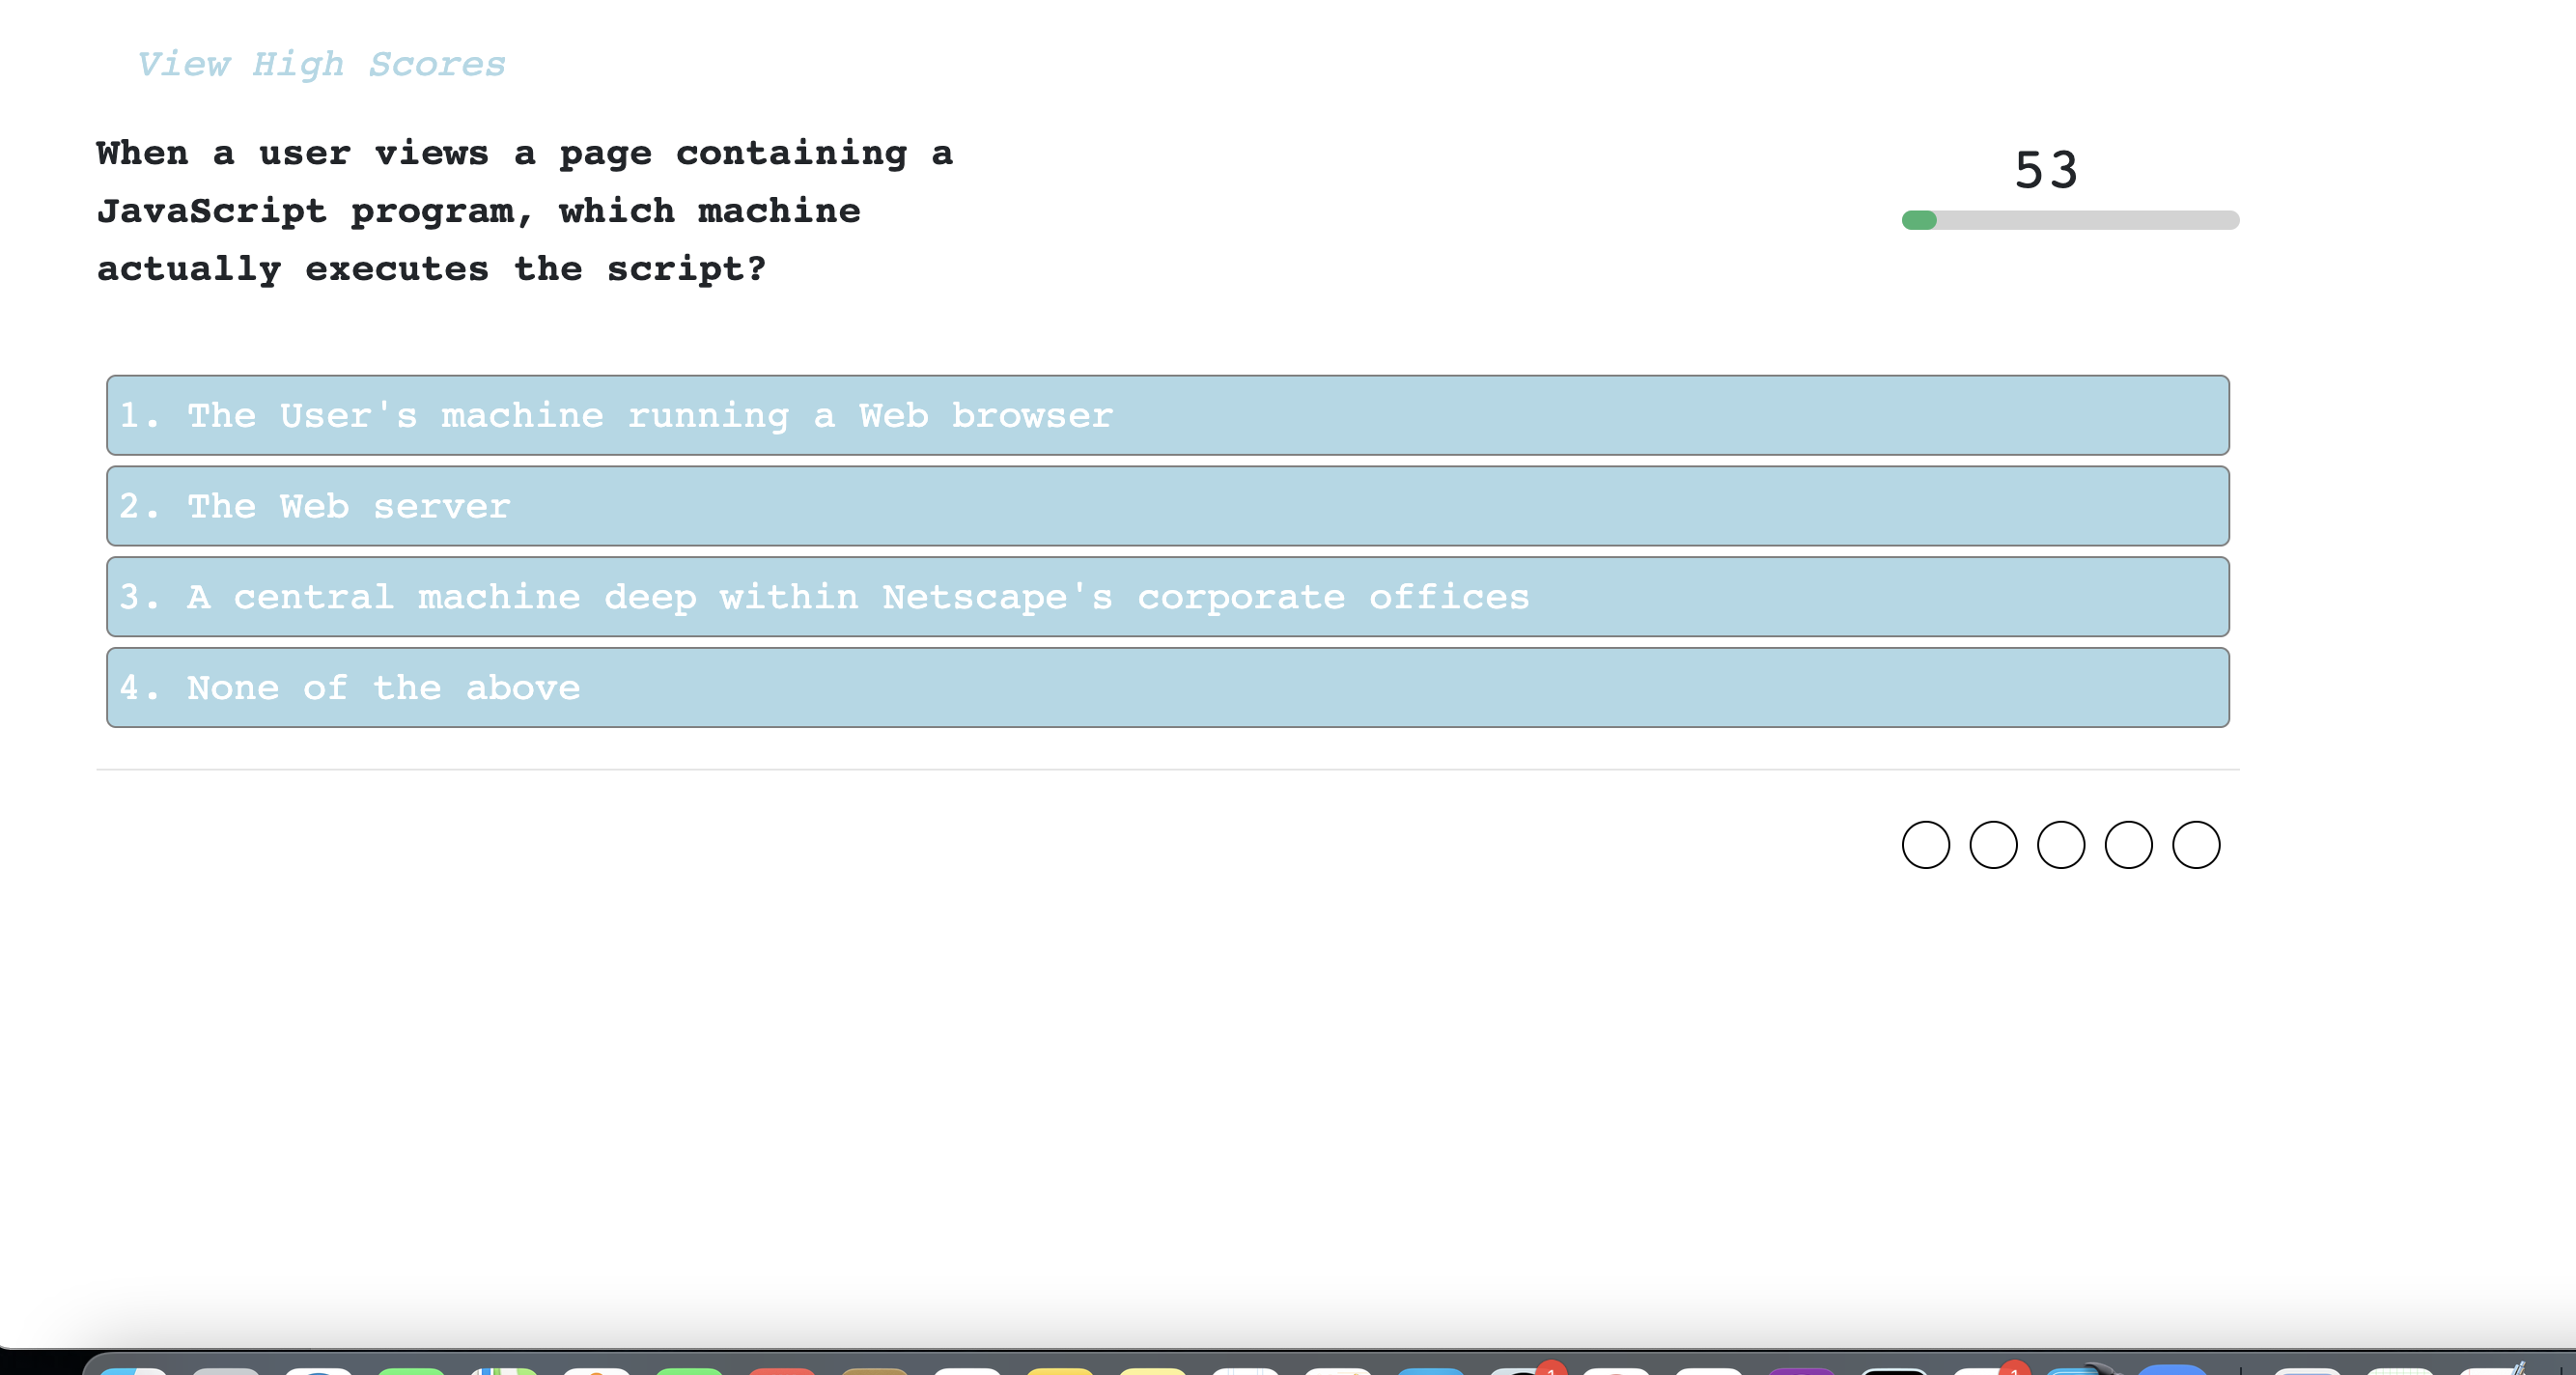 View High Scores
When a user views a page containing a
JavaScript program, which machine
actually executes the script?
53
1. The User's machine running a Web browser
2. The Web server
3. A central machine deep within Netscape's corporate offices
4. None of the above